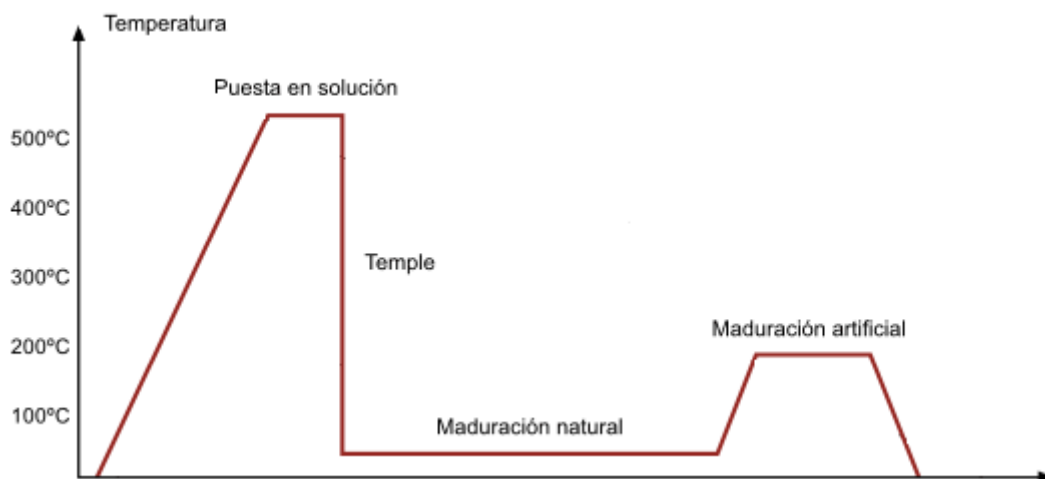 Temperatura
Puesta en solución
500ºC
400ºC
300ºC
Temple
200ºC
Maduración artificial
100ºC
Maduración natural